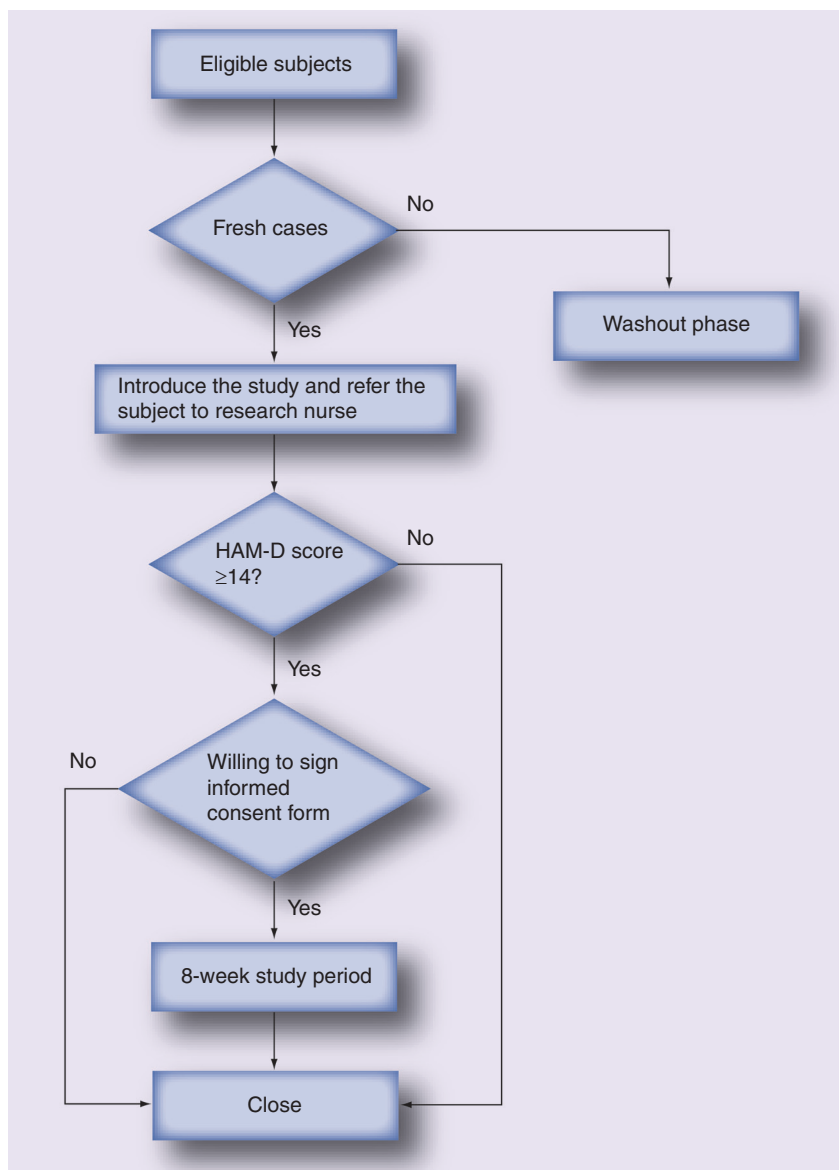 Eligible subjects
Fresh cases
No
Washout phase
Yes
Introduce the study and refer the
subject to research nurse
HAM-D score
≥14?
No
Yes
Willing to sign
informed
consent form
No
Yes
8-week study period
Close